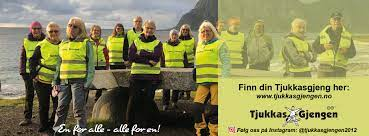 En for alle - alle for en!
Finn din Tjukkasgjeng her:
www.tjukkasgjengen.no
Tjukkas Gjengen
Følg oss på Instagram: @tjukkasgjengen2012